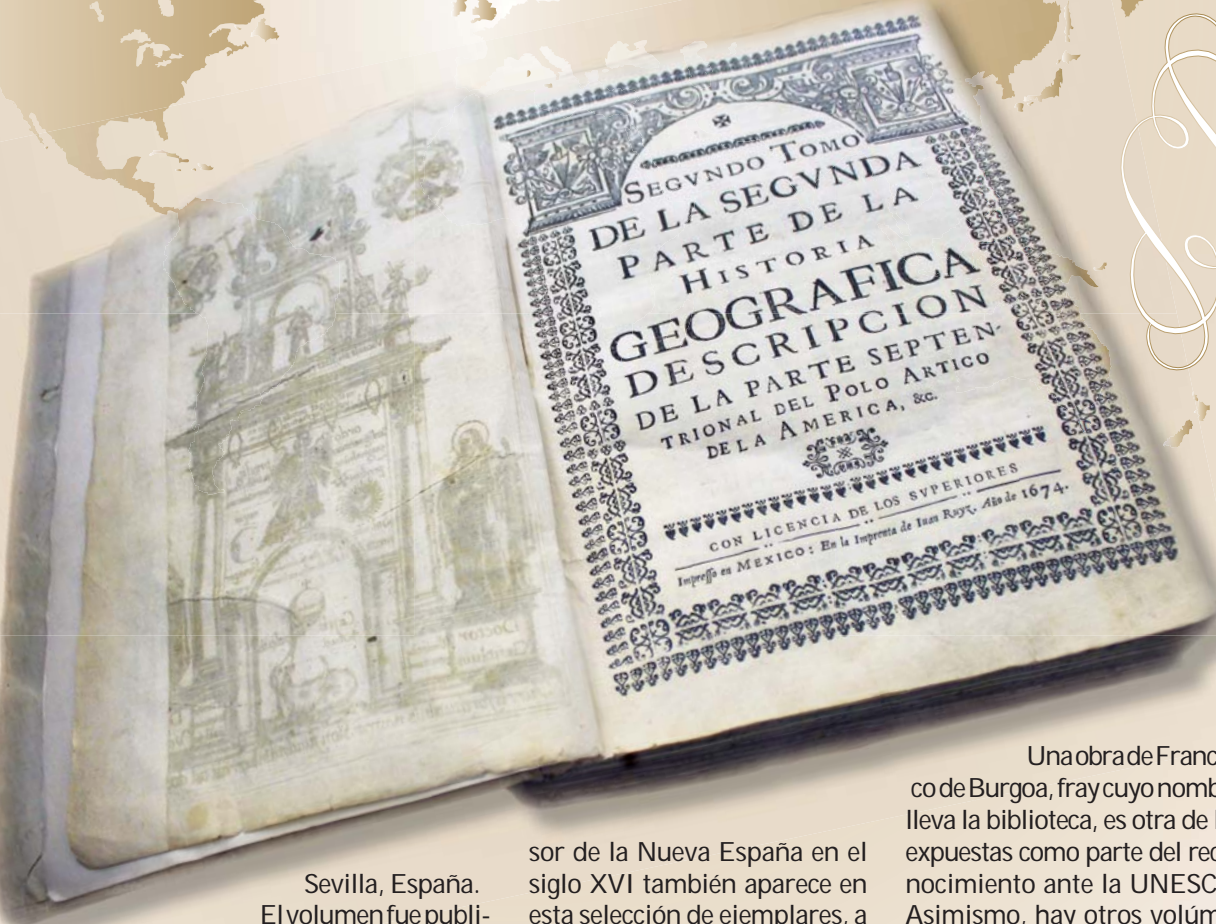 SEGVNDO TOMO
DE LA SEGVNDA
PARTE DE LA
HISTORIA
GEOGRAFICA
DESCRIPCION
DE LA PARTE SEPTEN-
TRIONAL DEL POLO ARTICO
DE LA AMERICA, &c.
CON LICENCIA DE LOS SVPERIORES
Impresso en MEXICO: En la Imprenta de Iuan Ruyz, Año de 1674.
Sevilla, España.
El volumen fue publi-
sor de la Nueva España en el
siglo XVI también aparece en
esta selección de ejemplares, a
Una obra de Franc
co de Burgoa, fray cuyo nomb
lleva la biblioteca, es otra de l
expuestas como parte del rec
nocimiento ante la UNESC
Asimismo, hay otros volúm